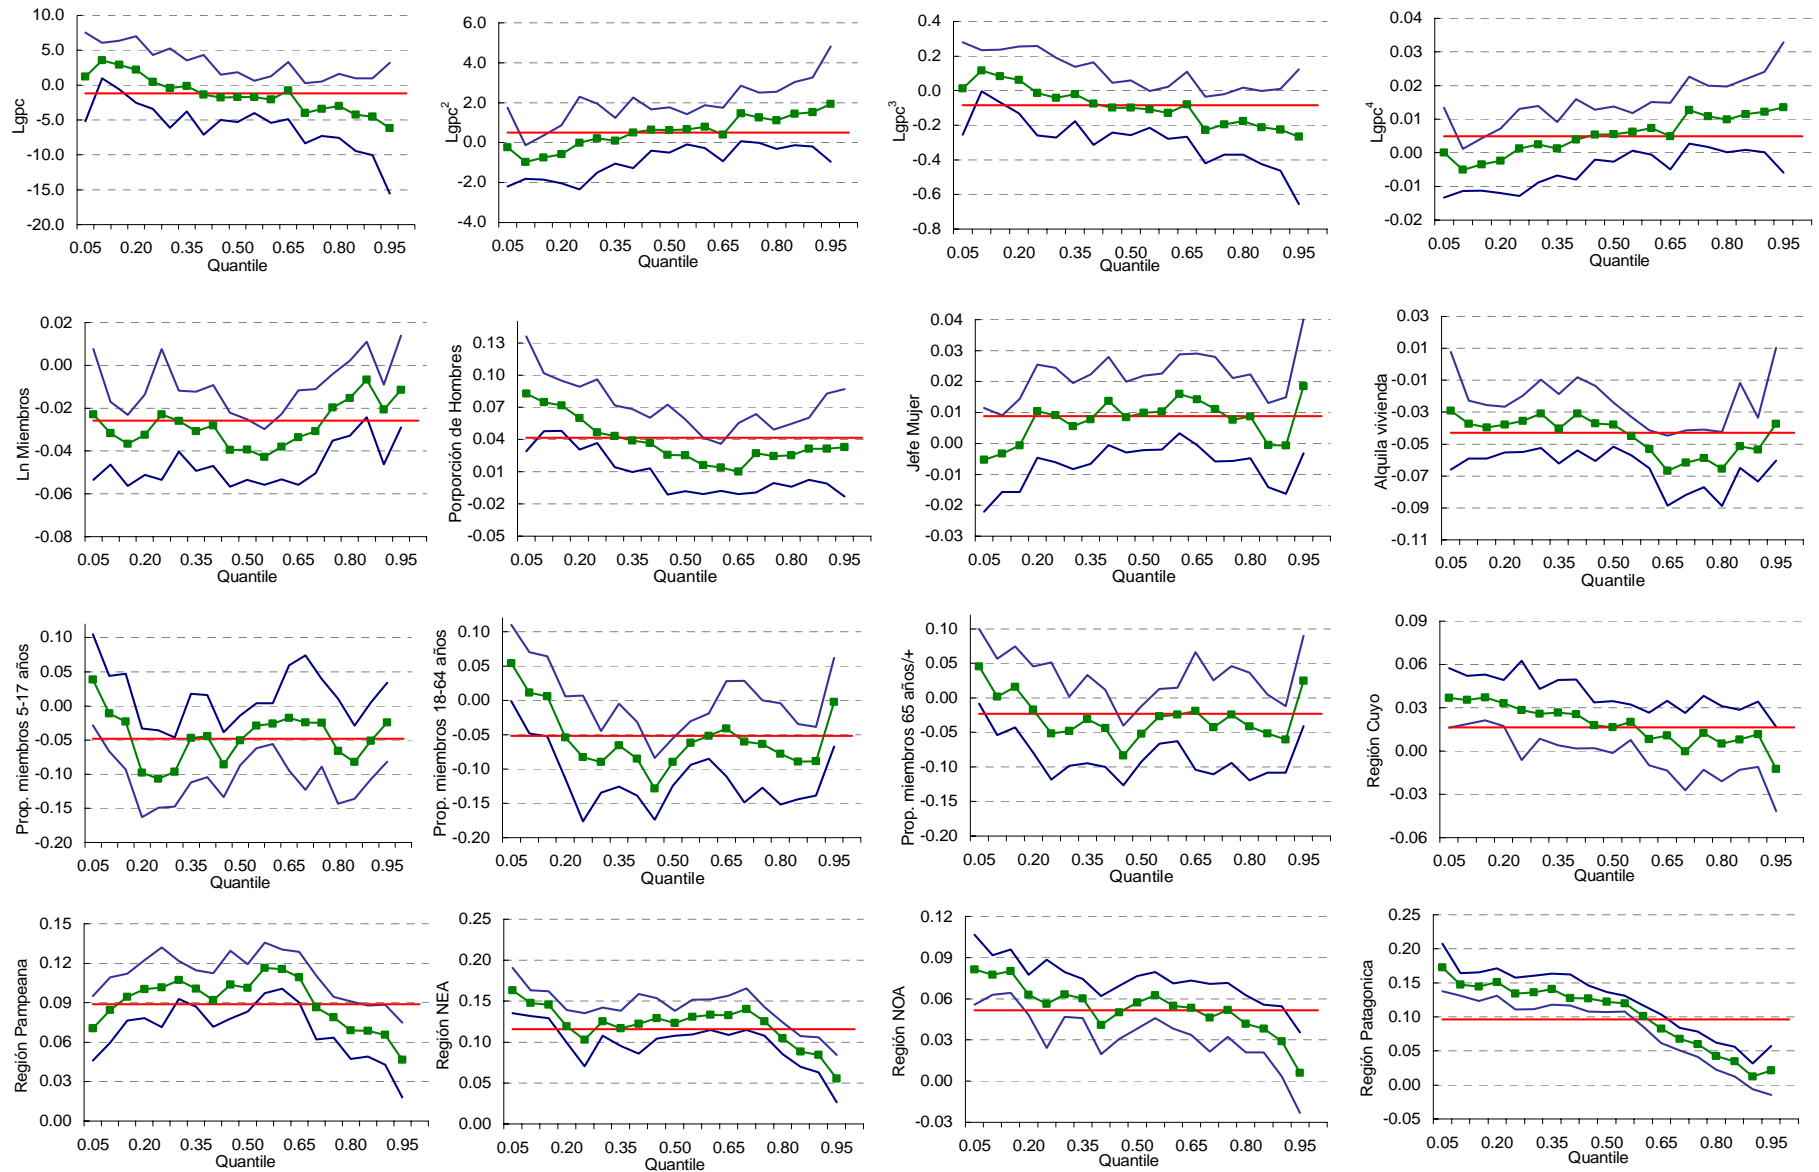 10.0
5.0
0.0
-5.0
-10.0
-15.0
-20.0
Lgpc
0.05 0.20 0.35 0.50 0.65 0.80 0.95
Quantile
6.0
4.0
2.0
0.0
-2.0
-4.0
Lgpc²
0.05 0.20 0.35 0.50 0.65 0.80 0.95
Quantile
0.4
0.2
0.0
-0.2
-0.4
-0.6
-0.8
Lgpc³
0.05 0.20 0.35 0.50 0.65 0.80 0.95
Quantile
0.04
0.03
0.02
0.01
0.00
-0.01
-0.02
Lgpc⁴
0.05 0.20 0.35 0.50 0.65 0.80 0.95
Quantile
0.02
0.00
-0.02
-0.04
-0.06
-0.08
Ln Miembros
0.05 0.20 0.35 0.50 0.65 0.80 0.95
Quantile
0.13
0.10
0.07
0.04
0.01
-0.02
-0.05
Porporción de Hombres
0.05 0.20 0.35 0.50 0.65 0.80 0.95
Quantile
0.04
0.03
0.02
0.01
0.00
-0.01
-0.02
-0.03
Jefe Mujer
0.05 0.20 0.35 0.50 0.65 0.80 0.95
Quantile
0.03
0.01
-0.01
-0.03
-0.05
-0.07
-0.09
-0.11
Alquila vivienda
0.05 0.20 0.35 0.50 0.65 0.80 0.95
Quantile
0.10
0.05
0.00
-0.05
-0.10
-0.15
-0.20
Prop. miembros 5-17 años
0.05 0.20 0.35 0.50 0.65 0.80 0.95
Quantile
0.10
0.05
0.00
-0.05
-0.10
-0.15
-0.20
Prop. miembros 18-64 años
0.05 0.20 0.35 0.50 0.65 0.80 0.95
Quantile
0.10
0.05
0.00
-0.05
-0.10
-0.15
-0.20
Prop. miembros 65 años/+
0.05 0.20 0.35 0.50 0.65 0.80 0.95
Quantile
0.09
0.06
0.03
0.00
-0.03
-0.06
Región Cuyo
0.05 0.20 0.35 0.50 0.65 0.80 0.95
Quantile
0.15
0.12
0.09
0.06
0.03
0.00
Región Pampeana
0.05 0.20 0.35 0.50 0.65 0.80 0.95
Quantile
0.25
0.20
0.15
0.10
0.05
0.00
Región NEA
0.05 0.20 0.35 0.50 0.65 0.80 0.95
Quantile
0.12
0.09
0.06
0.03
0.00
-0.03
Región NOA
0.05 0.20 0.35 0.50 0.65 0.80 0.95
Quantile
0.25
0.20
0.15
0.10
0.05
0.00
-0.05
Región Patagonica
0.05 0.20 0.35 0.50 0.65 0.80 0.95
Quantile